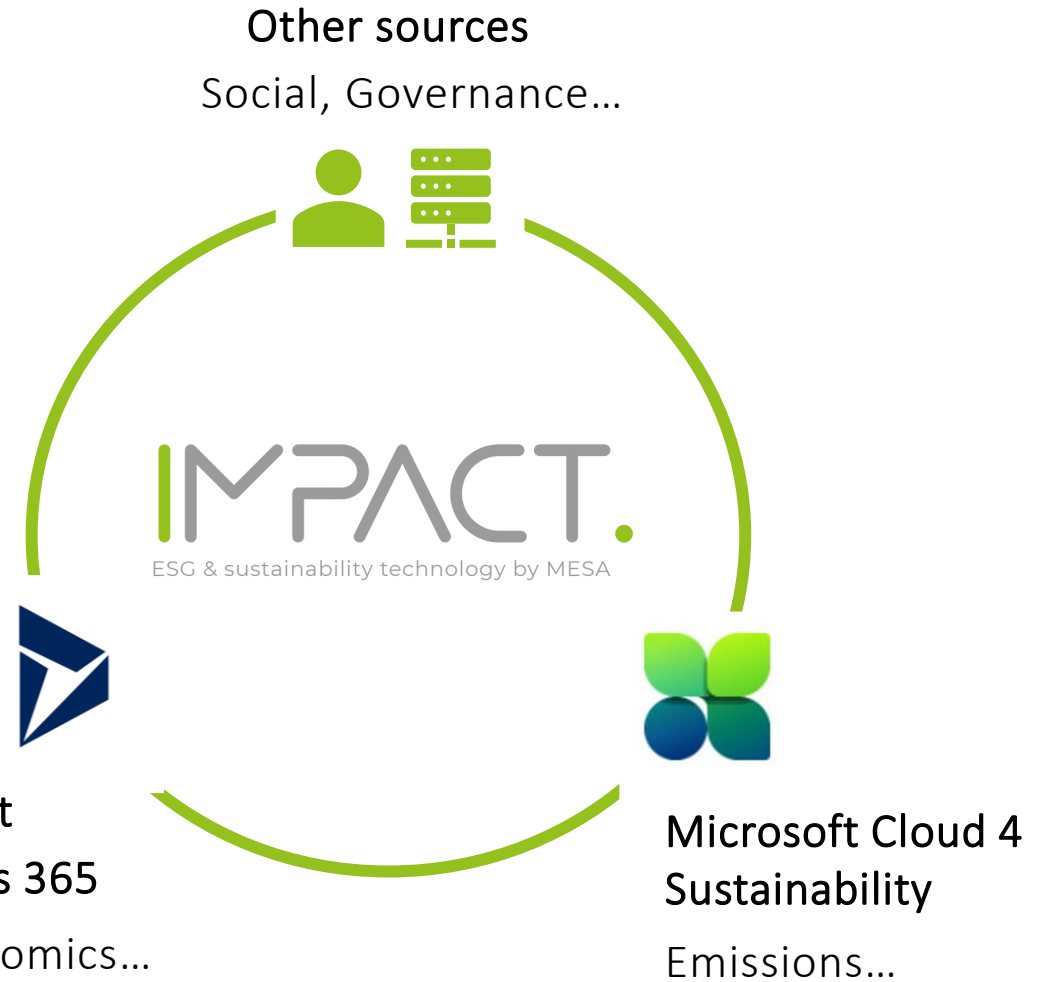 Other sources
Social, Governance…
IMPACT.
ESG & sustainability technology by MESA
t
s 365
omics…
Microsoft Cloud 4
Sustainability
Emissions…